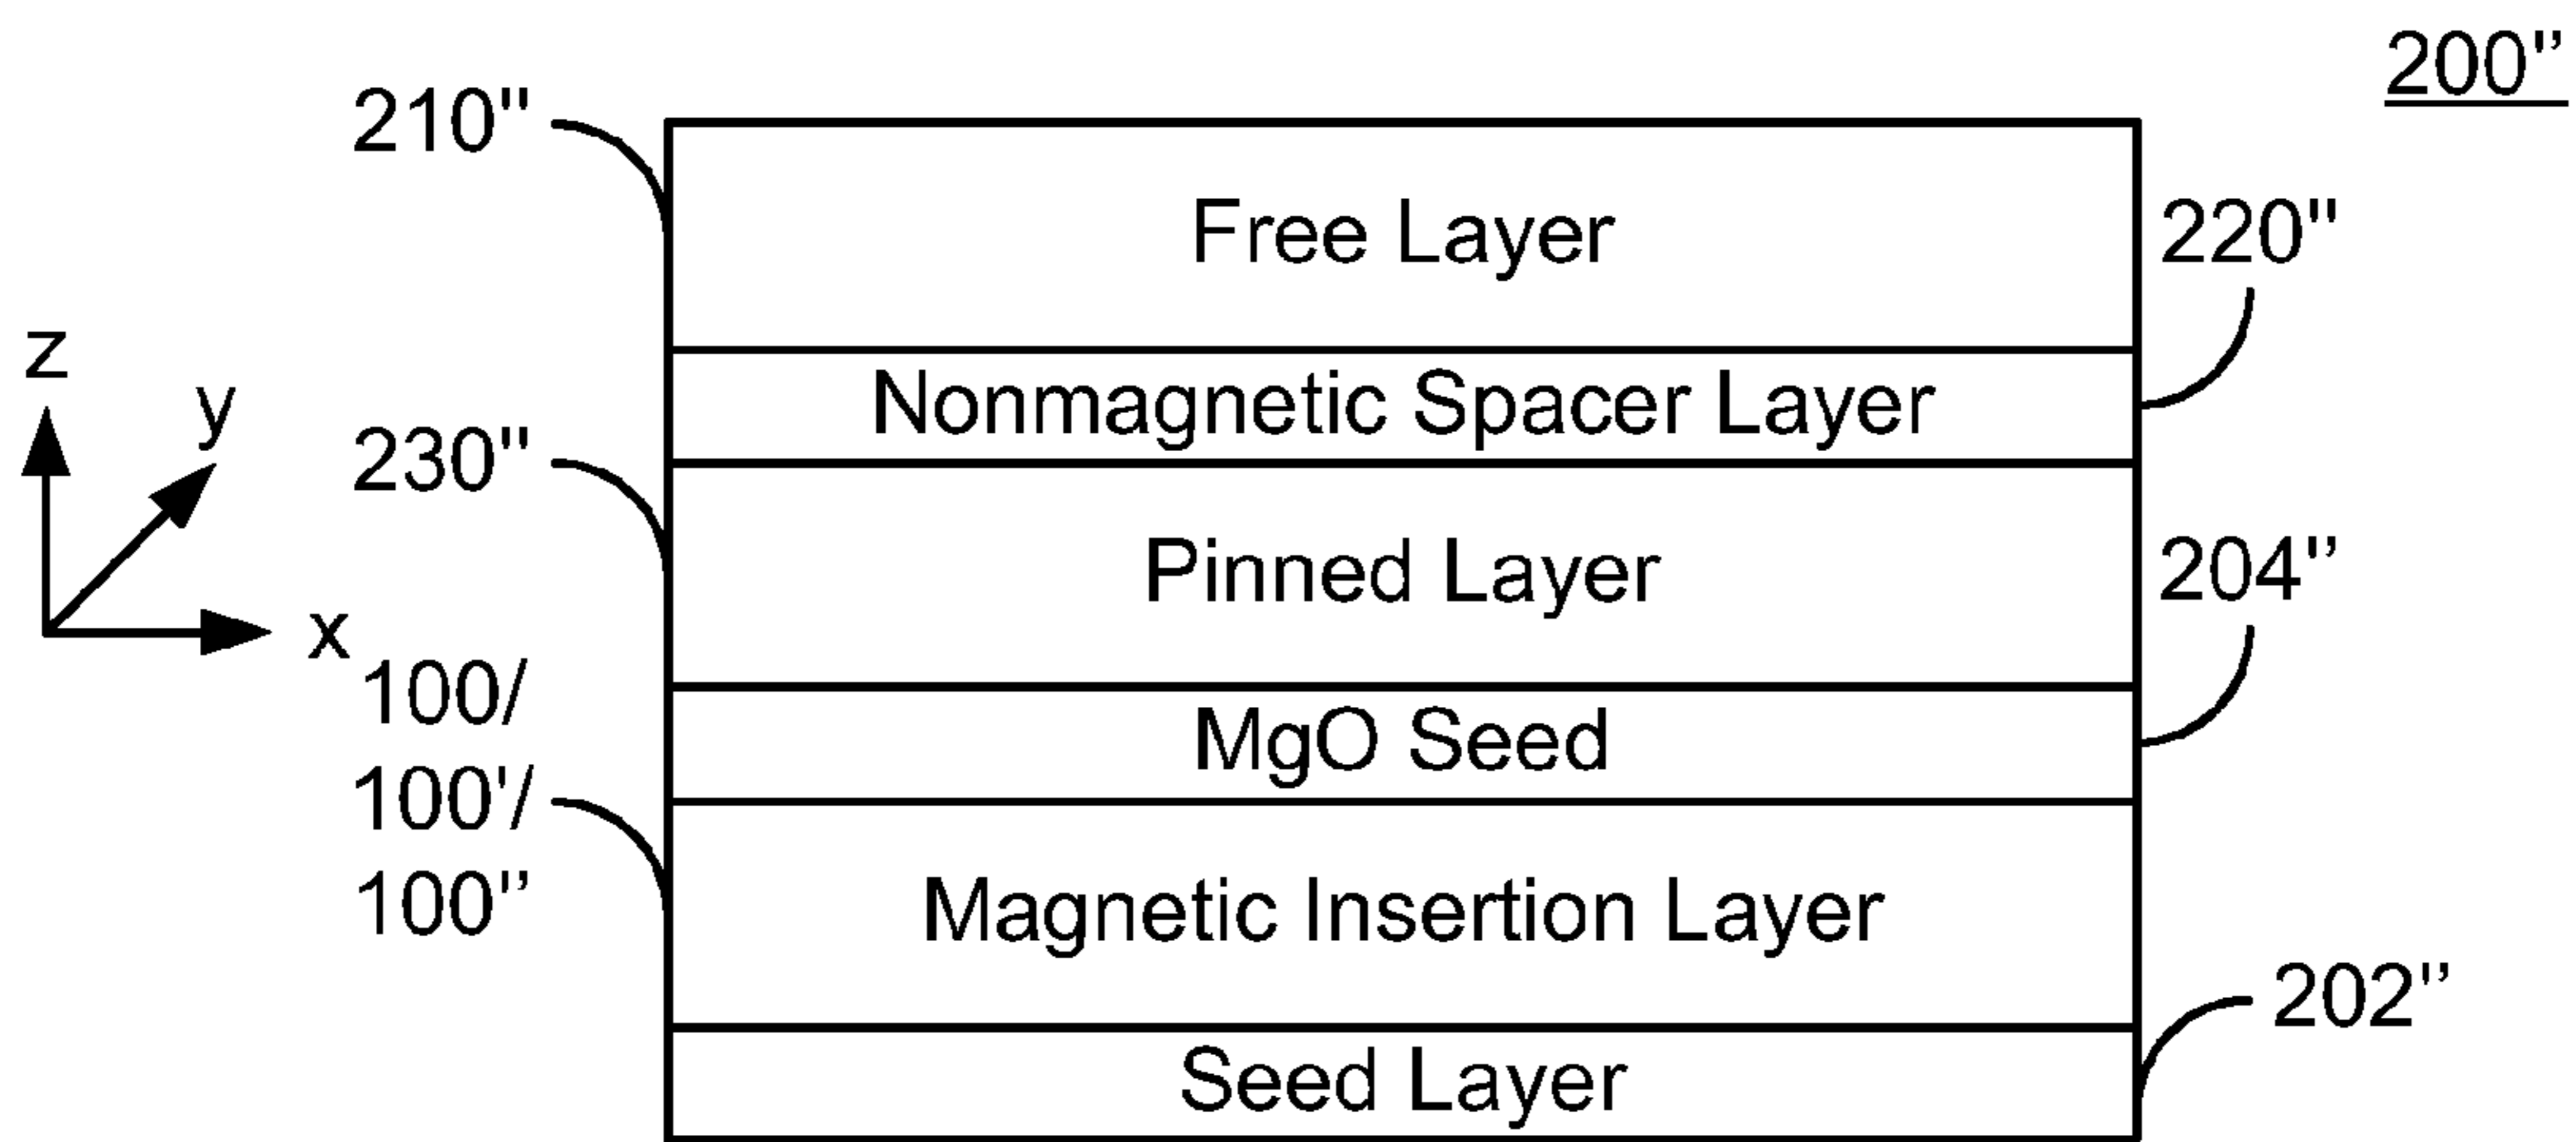 200"
210"
Free Layer
220"
Nonmagnetic Spacer Layer
z
y
230"
Pinned Layer
204"
x
100/
MgO Seed
100'/
100"
Magnetic Insertion Layer
202"
Seed Layer